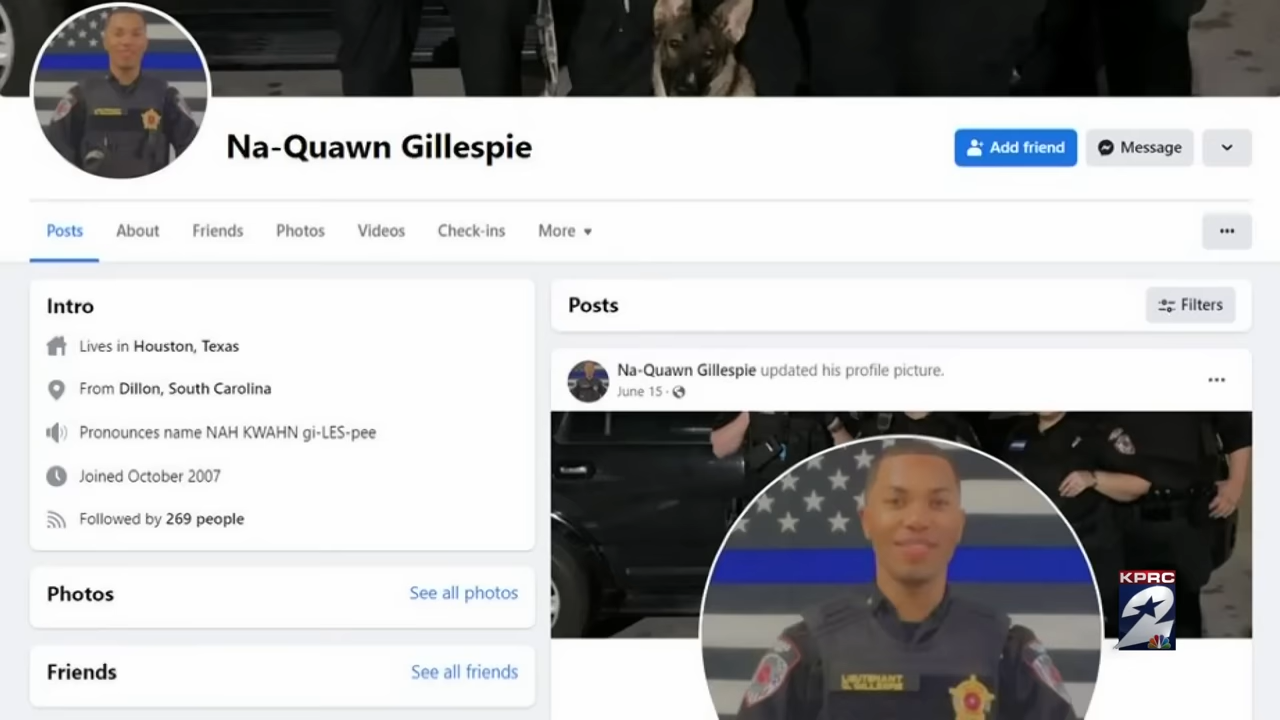 Na-Quawn Gillespie
Add friend
Message
Posts
About
Friends
Photos
Videos
Check-ins
More
Intro
Lives in Houston, Texas
From Dillon, South Carolina
Pronounces name NAH KWAHN gi-LES-pee
Joined October 2007
Followed by 269 people
Photos
See all photos
Friends
See all friends
Posts
Filters
Na-Quawn Gillespie updated his profile picture.
June 15 ·
LIEUTENANT
GILLESPIE
KPRC
2